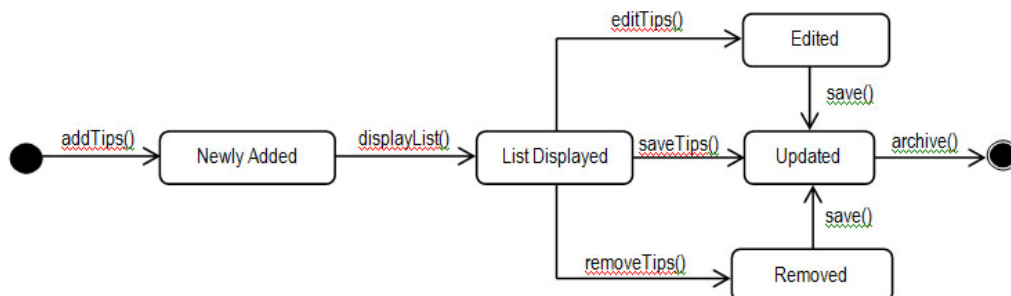 editTips()
Edited
save()
addTips()
Newly Added
displayList()
List Displayed
saveTips()
Updated
archive()
save()
removeTips()
Removed